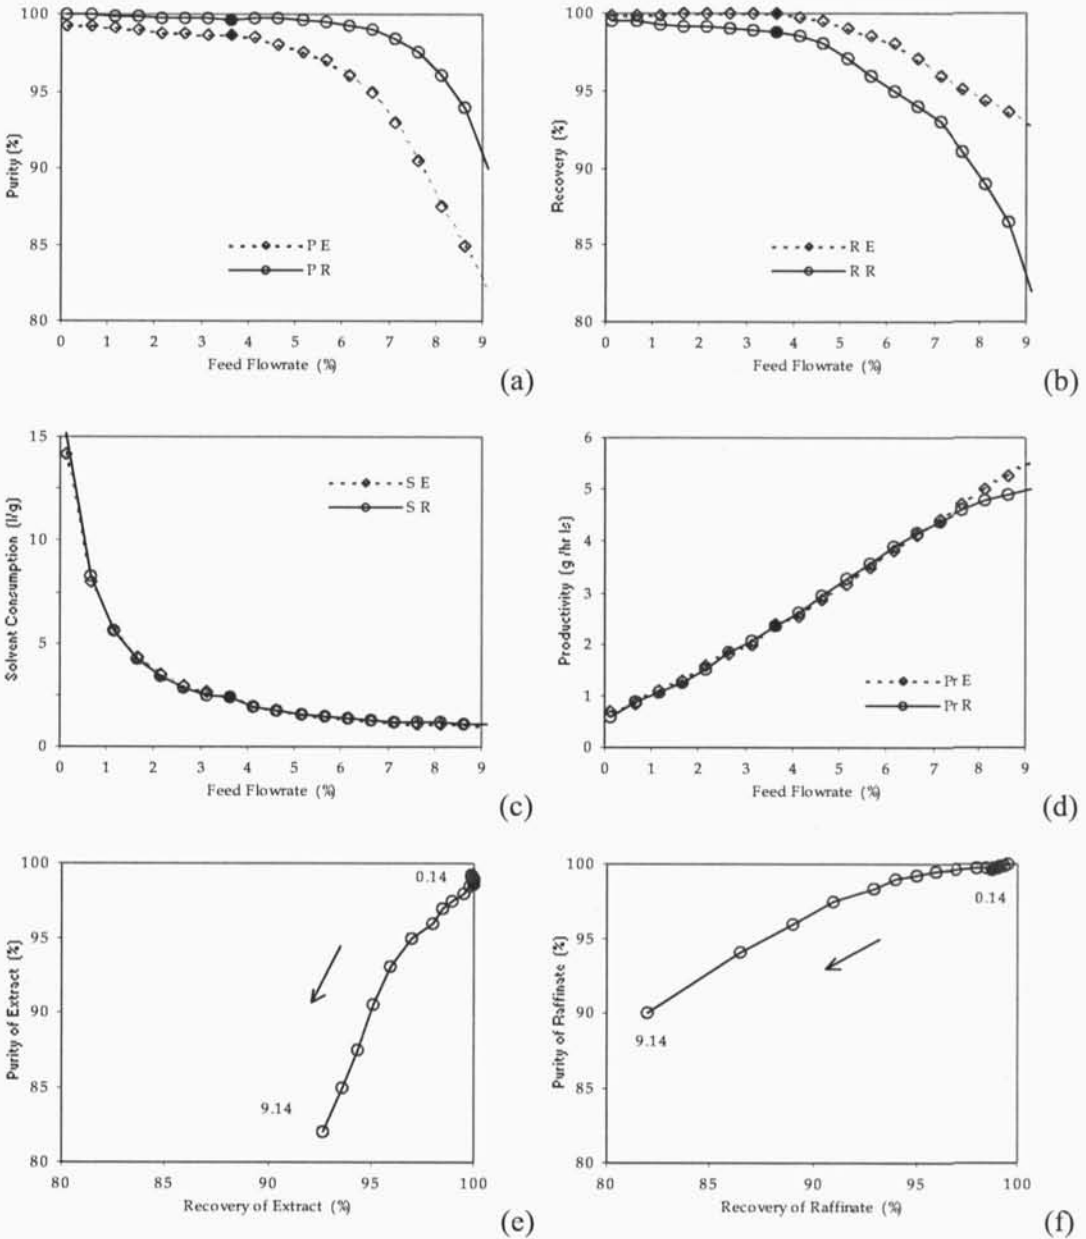 100
95
90
85
80
Purity (%)
P E
P R
0 1 2 3 4 5 6 7 8 9
Feed Flowrate (%)
(a)
100
95
90
85
80
Recovery (%)
R E
R R
0 1 2 3 4 5 6 7 8 9
Feed Flowrate (%)
(b)
15
10
5
0
Solvent Consumption (l/g)
S E
S R
0 1 2 3 4 5 6 7 8 9
Feed Flowrate (%)
(c)
6
5
4
3
2
1
0
Productivity (g/hr ls)
Pr E
Pr R
0 1 2 3 4 5 6 7 8 9
Feed Flowrate (%)
(d)
100
95
90
85
80
Purity of Extract (%)
0.14
9.14
80 85 90 95 100
Recovery of Extract (%)
(e)
100
95
90
85
80
Purity of Raffinate (%)
0.14
9.14
80 85 90 95 100
Recovery of Raffinate (%)
(f)